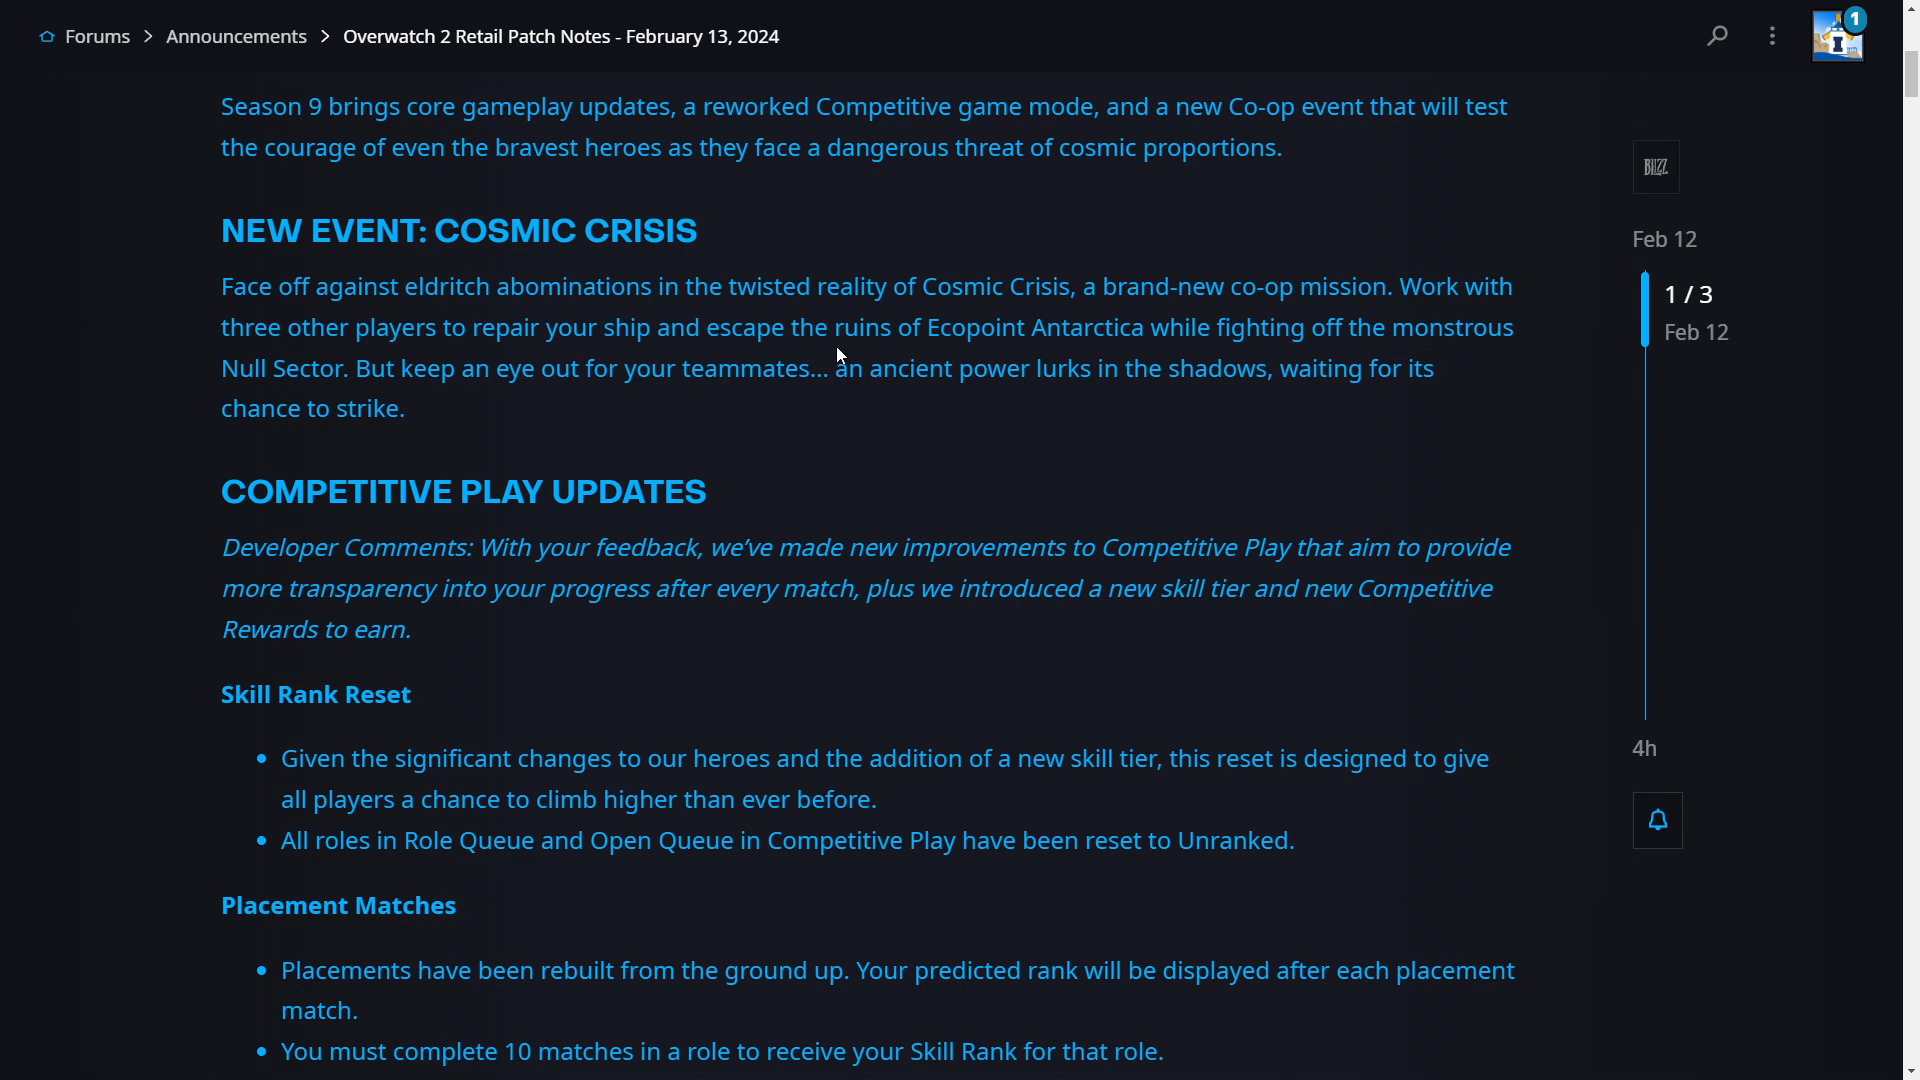 Forums > Announcements > Overwatch 2 Retail Patch Notes - February 13, 2024
1
Season 9 brings core gameplay updates, a reworked Competitive game mode, and a new Co-op event that will test
the courage of even the bravest heroes as they face a dangerous threat of cosmic proportions.
BLIZZ
NEW EVENT: COSMIC CRISIS
Feb 12
Face off against eldritch abominations in the twisted reality of Cosmic Crisis, a brand-new co-op mission. Work with
1 / 3
three other players to repair your ship and escape the ruins of Ecopoint Antarctica while fighting off the monstrous
Feb 12
Null Sector. But keep an eye out for your teammates… an ancient power lurks in the shadows, waiting for its
chance to strike.
COMPETITIVE PLAY UPDATES
Developer Comments: With your feedback, we’ve made new improvements to Competitive Play that aim to provide
more transparency into your progress after every match, plus we introduced a new skill tier and new Competitive
Rewards to earn.
Skill Rank Reset
4h
• Given the significant changes to our heroes and the addition of a new skill tier, this reset is designed to give
all players a chance to climb higher than ever before.
• All roles in Role Queue and Open Queue in Competitive Play have been reset to Unranked.
Placement Matches
• Placements have been rebuilt from the ground up. Your predicted rank will be displayed after each placement
match.
• You must complete 10 matches in a role to receive your Skill Rank for that role.